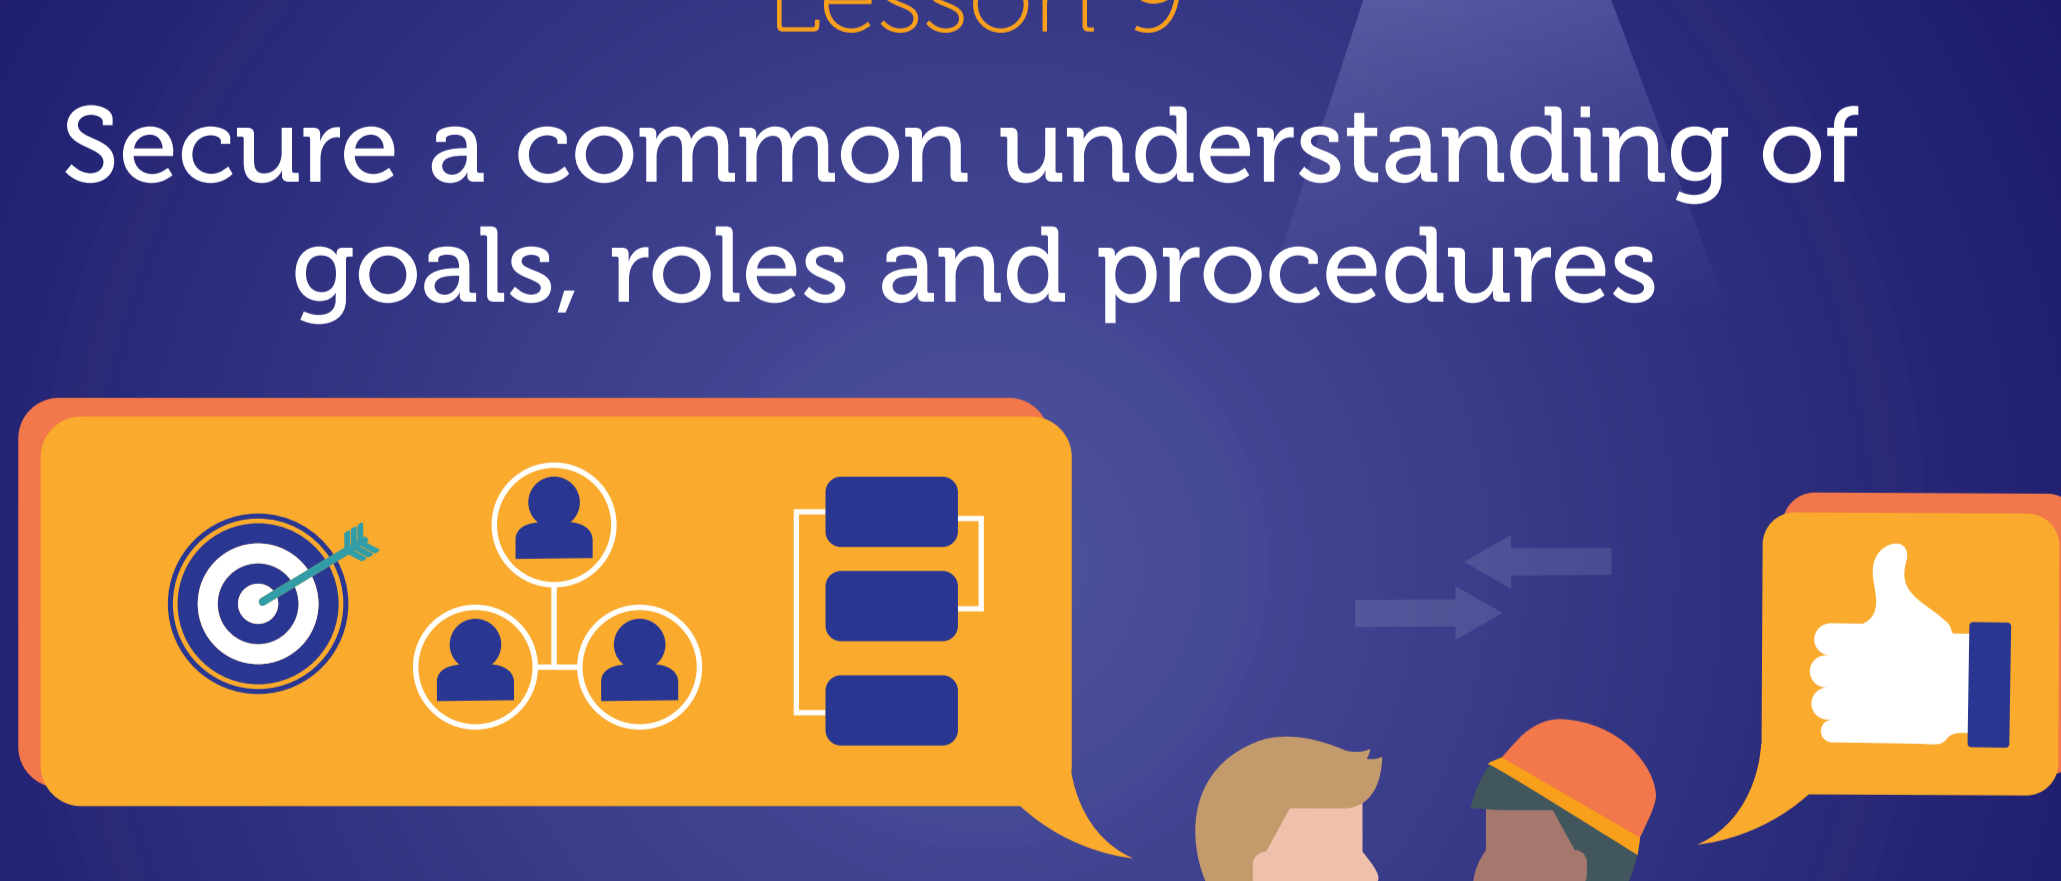 Lesson 9
Secure a common understanding of
goals, roles and procedures